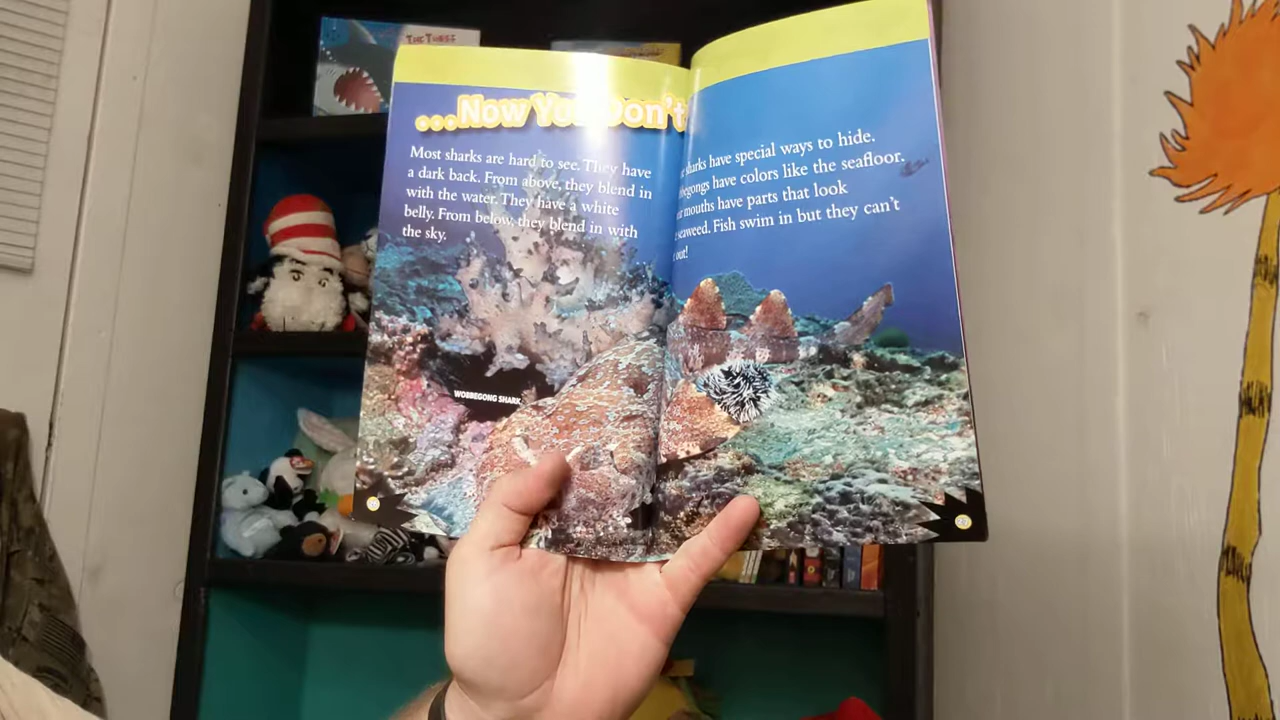 THE THREE
...Now You Don't
Most sharks are hard to see. They have
a dark back. From above, they blend in
with the water. They have a white
belly. From below, they blend in with
the sky.
sharks have special ways to hide.
begongs have colors like the seafloor.
mouths have parts that look
seaweed. Fish swim in but they can't
out!
WOBBEGONG SHARK